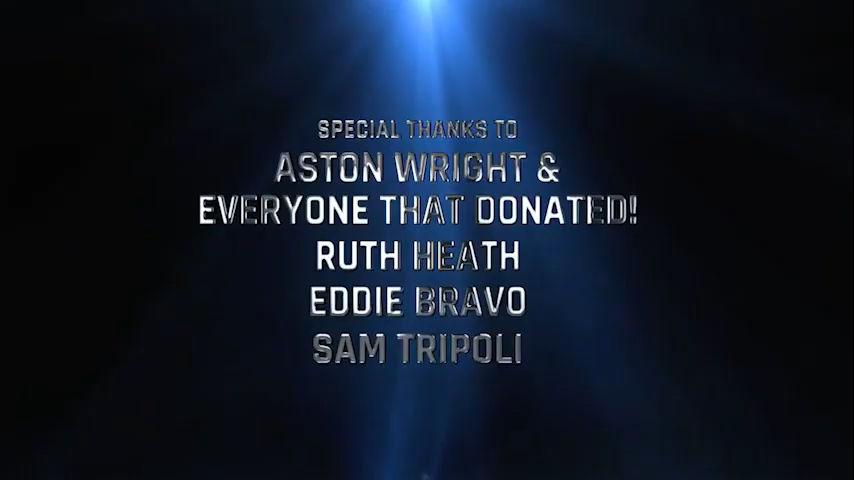 SPECIAL THANKS TO
ASTON WRIGHT &
EVERYONE THAT DONATED!
RUTH HEATH
EDDIE BRAVO
SAM TRIPOLI